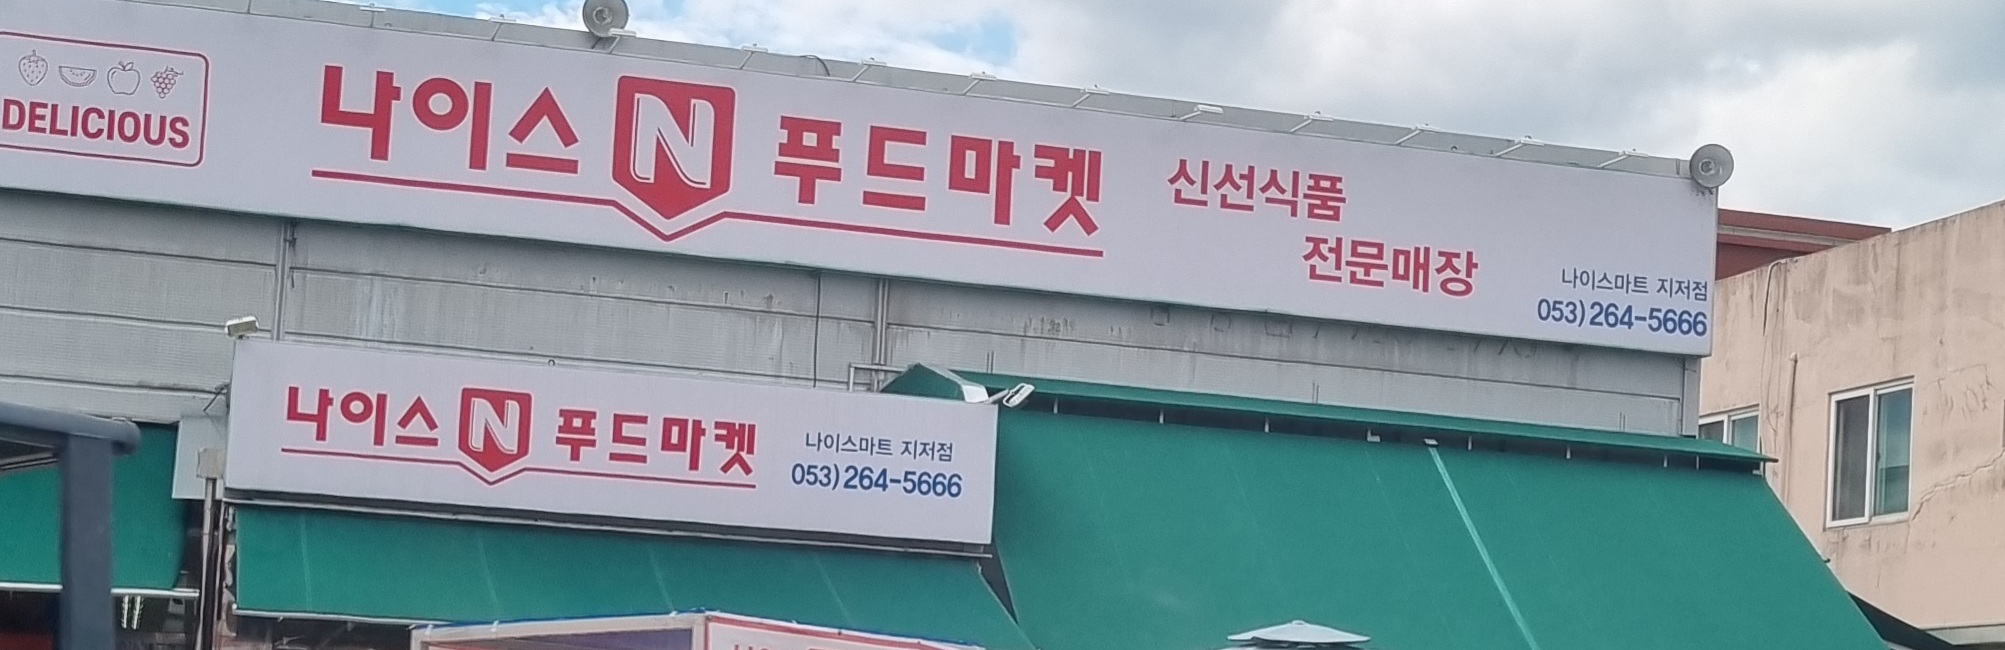 DELICIOUS
나이스 N 푸드마켓
신선식품
전문매장
나이스마트 지저점
053)264-5666
나이스 N 푸드마켓
나이스마트 지저점
053)264-5666